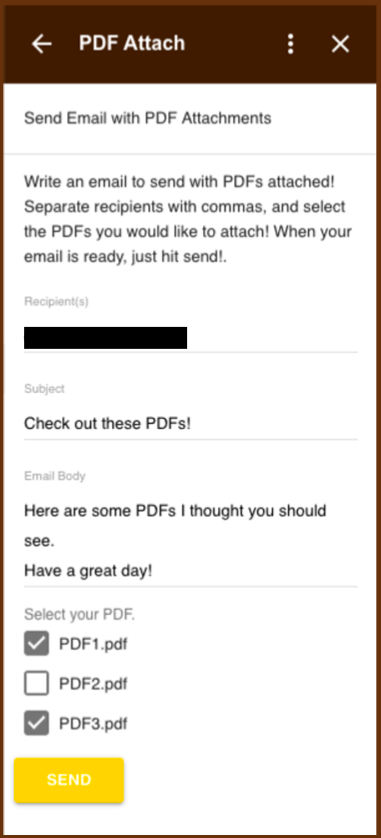 PDF Attach
Send Email with PDF Attachments
Write an email to send with PDFs attached!
Separate recipients with commas, and select
the PDFs you would like to attach! When your
email is ready, just hit send!.
Recipient(s)
Subject
Check out these PDFs!
Email Body
Here are some PDFs I thought you should
see.
Have a great day!
Select your PDF.
PDF1.pdf
PDF2.pdf
PDF3.pdf
SEND